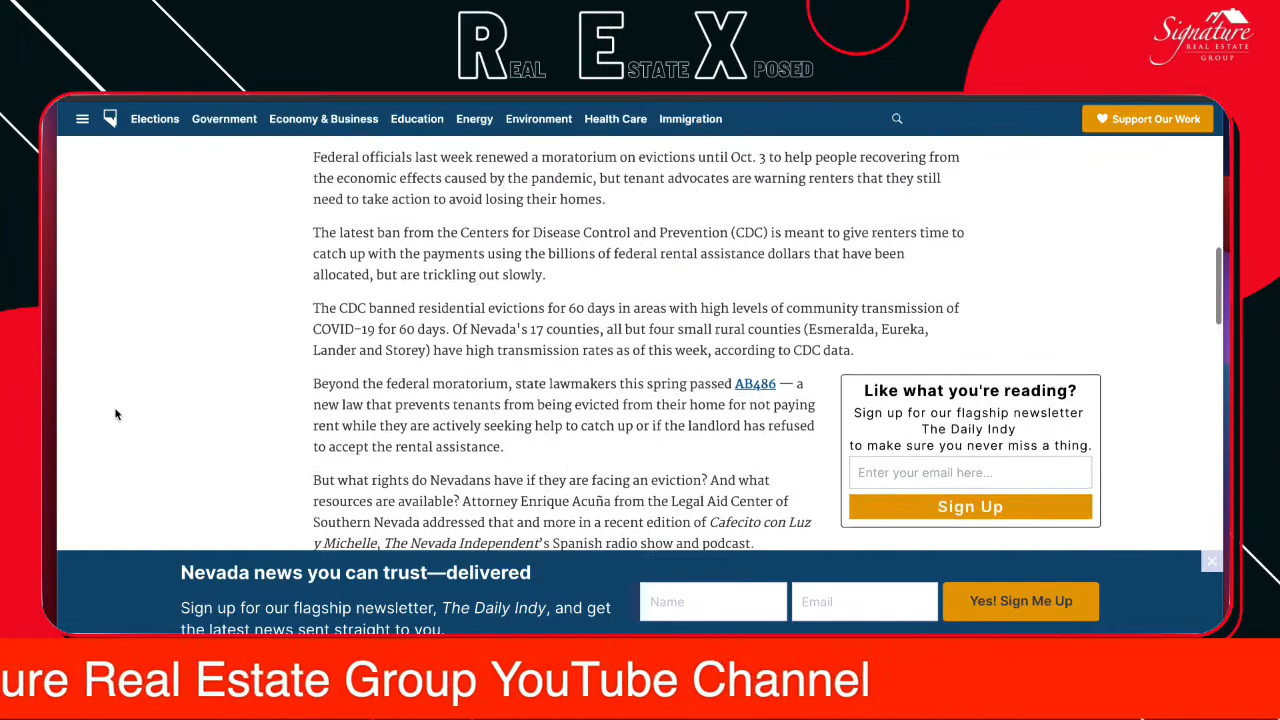 REAL ESTATE XPOSED
Signature
REAL ESTATE
GROUP
Elections Government Economy & Business Education Energy Environment Health Care Immigration
Support Our Work
Federal officials last week renewed a moratorium on evictions until Oct. 3 to help people recovering from
the economic effects caused by the pandemic, but tenant advocates are warning renters that they still
need to take action to avoid losing their homes.
The latest ban from the Centers for Disease Control and Prevention (CDC) is meant to give renters time to
catch up with the payments using the billions of federal rental assistance dollars that have been
allocated, but are trickling out slowly.
The CDC banned residential evictions for 60 days in areas with high levels of community transmission of
COVID-19 for 60 days. Of Nevada's 17 counties, all but four small rural counties (Esmeralda, Eureka,
Lander and Storey) have high transmission rates as of this week, according to CDC data.
Beyond the federal moratorium, state lawmakers this spring passed AB486 — a
new law that prevents tenants from being evicted from their home for not paying
rent while they are actively seeking help to catch up or if the landlord has refused
to accept the rental assistance.
But what rights do Nevadans have if they are facing an eviction? And what
resources are available? Attorney Enrique Acuña from the Legal Aid Center of
Southern Nevada addressed that and more in a recent edition of Cafecito con Luz
y Michelle, The Nevada Independent's Spanish radio show and podcast.
Like what you're reading?
Sign up for our flagship newsletter
The Daily Indy
to make sure you never miss a thing.
Enter your email here...
Sign Up
Nevada news you can trust—delivered
Sign up for our flagship newsletter, The Daily Indy, and get
the latest news sent straight to you.
Name
Email
Yes! Sign Me Up
ure Real Estate Group YouTube Channel